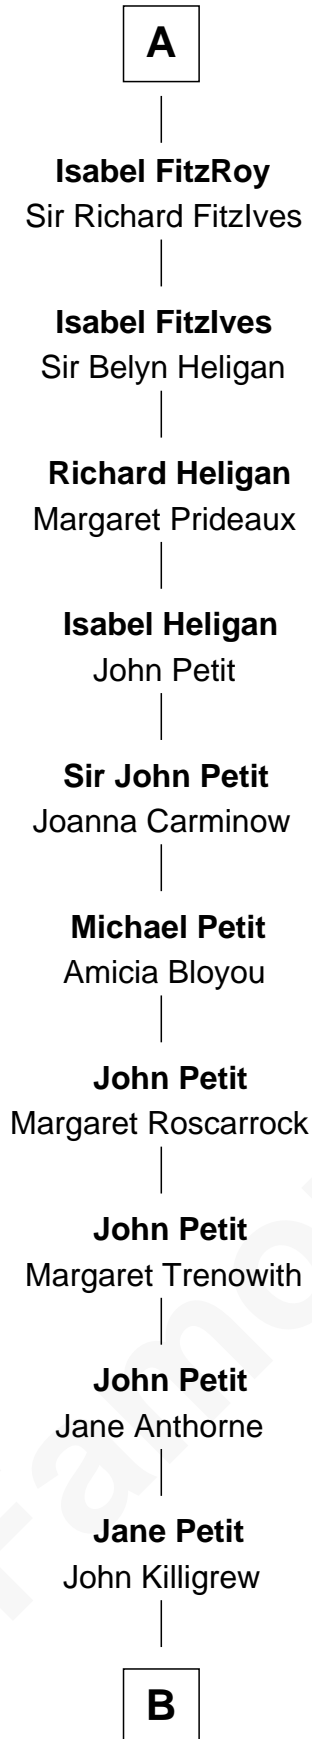 A
Isabel FitzRoy
Sir Richard FitzIves
Isabel FitzIves
Sir Belyn Heligan
Richard Heligan
Margaret Prideaux
Isabel Heligan
John Petit
Sir John Petit
Joanna Carminow
Michael Petit
Amicia Bloyou
John Petit
Margaret Roscarrock
John Petit
Margaret Trenowith
John Petit
Jane Anthorne
Jane Petit
John Killigrew
B